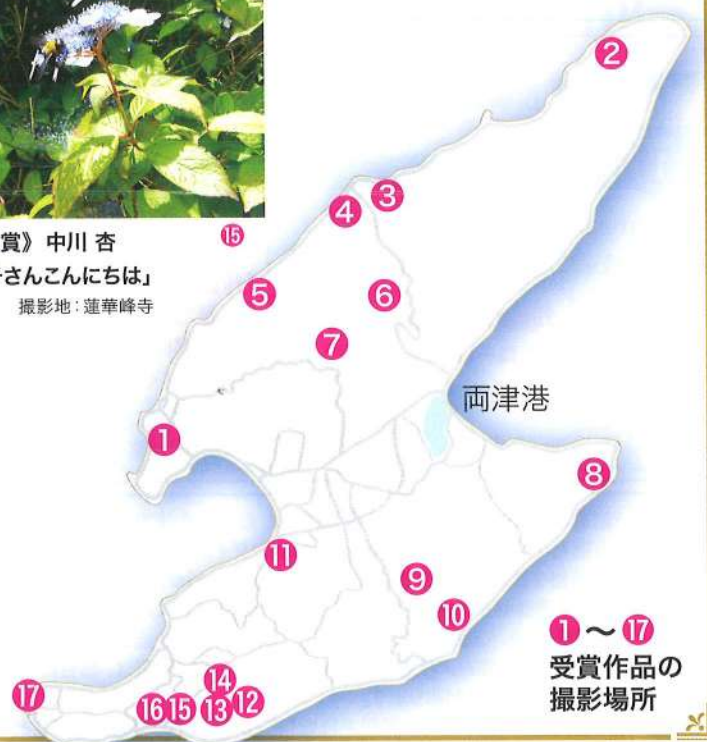 賞》中川 杏
さんこんにちは」
撮影地:蓮華峰寺
⑮
②
③
④
⑤
⑥
⑦
両津港
①
⑧
⑪
⑨
⑩
⑭
⑰
⑯⑮⑬⑫
①~⑰
受賞作品の
撮影場所